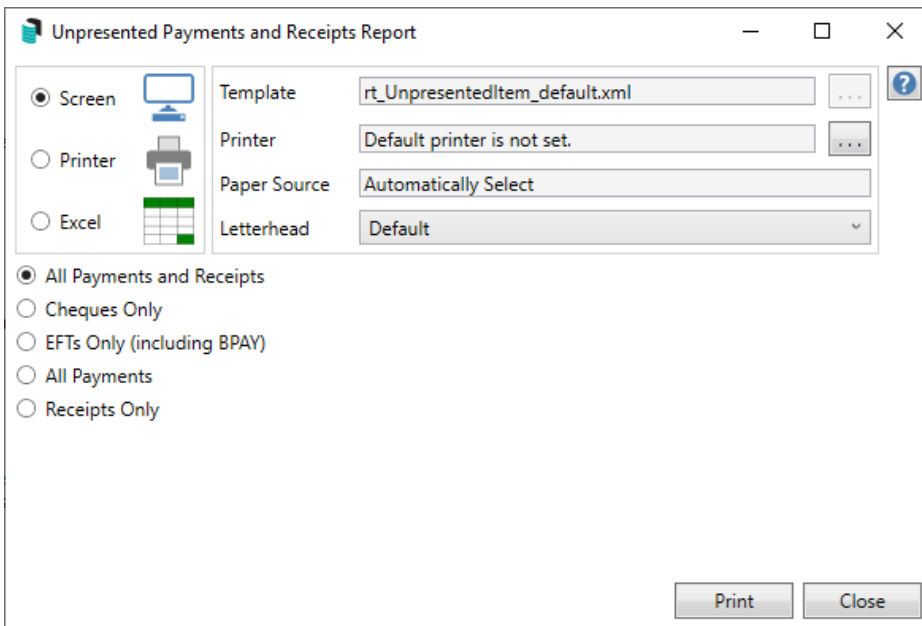 Unpresented Payments and Receipts Report
Screen
Printer
Excel
Template
rt_UnpresentedItem_default.xml
...
?
Printer
Default printer is not set.
...
Paper Source
Automatically Select
Letterhead
Default
All Payments and Receipts
Cheques Only
EFTs Only (including BPAY)
All Payments
Receipts Only
Print
Close